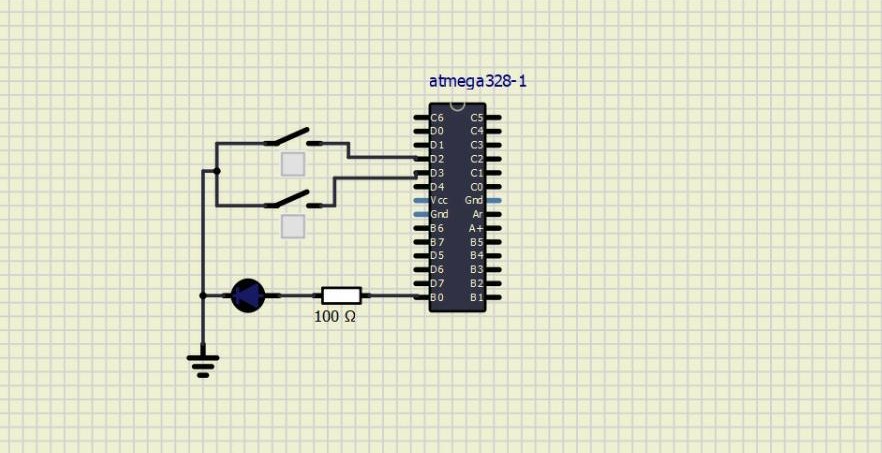 atmega328-1
C6 C5
D0 C4
D1 C3
D2 C2
D3 C1
D4 C0
Vcc Gnd
Gnd Ar
B6 A+
B7 B5
D5 B4
D6 B3
D7 B2
B0 B1
100 Ω